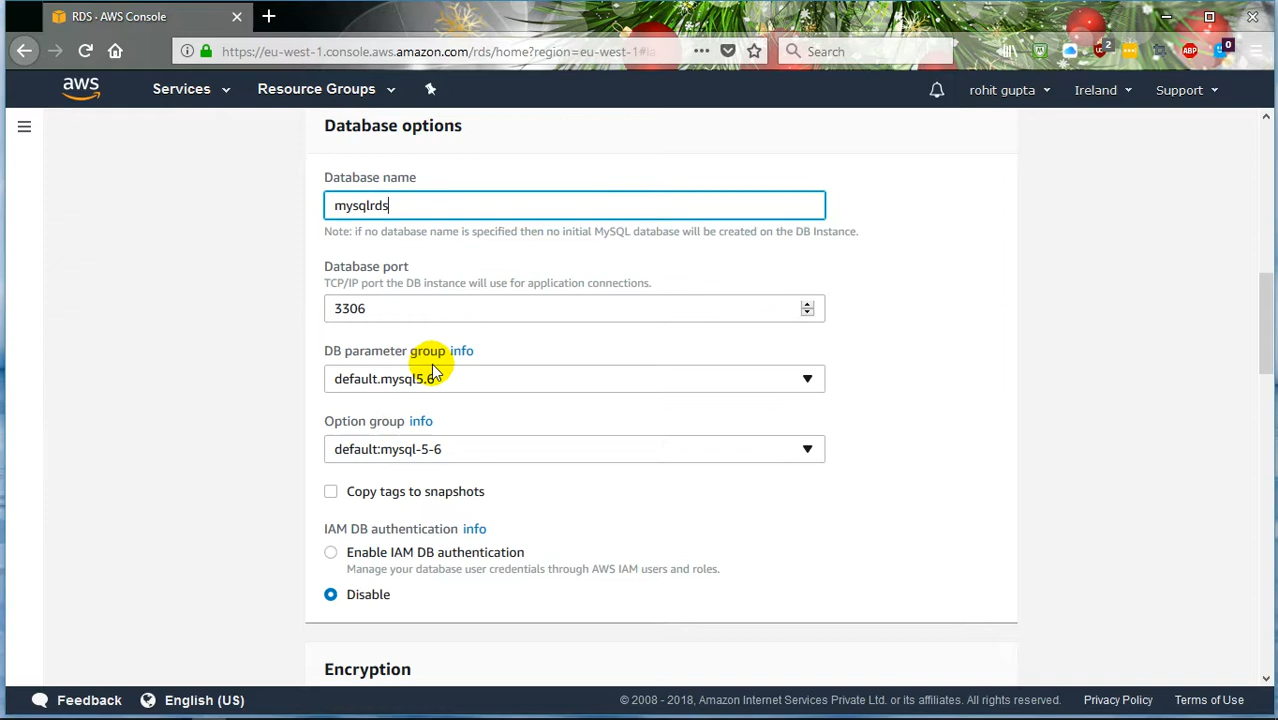 RDS · AWS Console
https://eu-west-1.console.aws.amazon.com/rds/home?region=eu-west-1#la
Search
2
ABP
0
aws
Services
Resource Groups
rohit gupta
Ireland
Support
Database options
Database name
mysqlrds
Note: if no database name is specified then no initial MySQL database will be created on the DB Instance.
Database port
TCP/IP port the DB instance will use for application connections.
3306
DB parameter group info
default.mysql5.6
Option group info
default:mysql-5-6
Copy tags to snapshots
IAM DB authentication info
Enable IAM DB authentication
Manage your database user credentials through AWS IAM users and roles.
Disable
Encryption
Feedback
English (US)
© 2008 - 2018, Amazon Internet Services Private Ltd. or its affiliates. All rights reserved.
Privacy Policy
Terms of Use